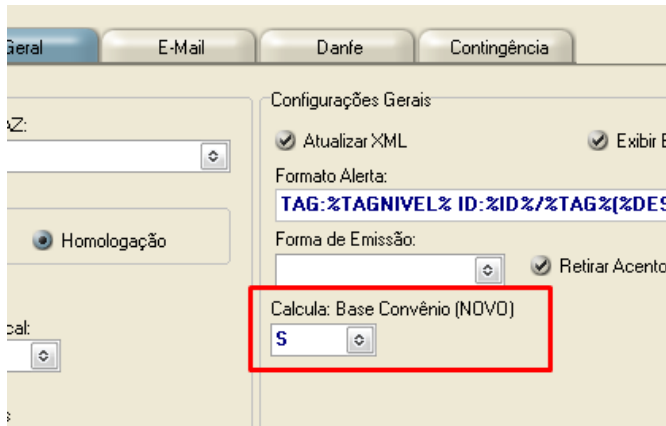 Geral E-Mail Danfe Contingência
AZ:
Homologação
cal:
s
Configurações Gerais
Atualizar XML Exibir E
Formato Alerta:
TAG:%TAGNIVEL% ID:%ID%/%TAG%(%DES
Forma de Emissão:
Retirar Acento
Calcula: Base Convênio (NOVO)
S